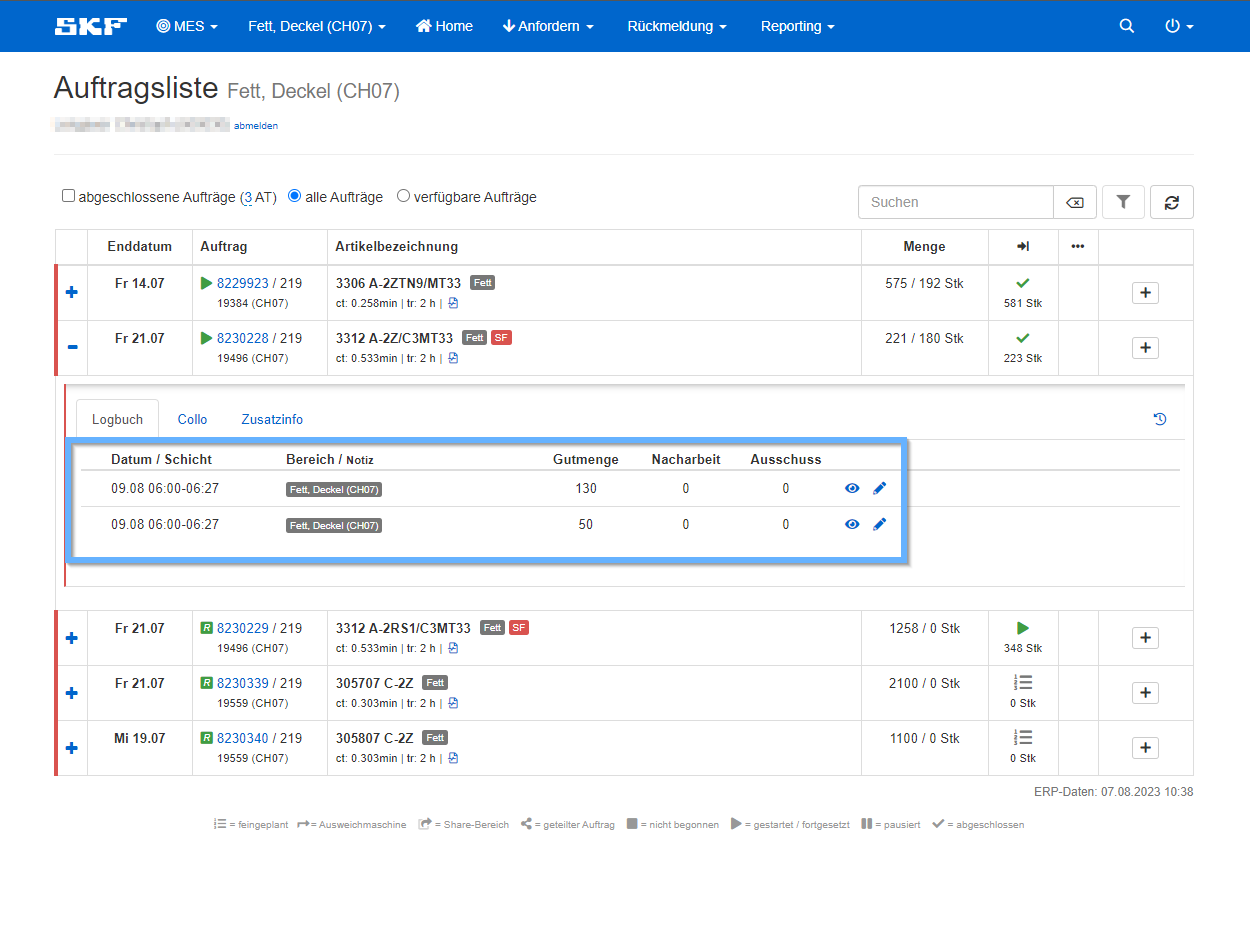 SKF MES Fett, Deckel (CH07) Home Anfordern Rückmeldung Reporting
Auftragsliste Fett, Deckel (CH07)
abmelden
abgeschlossene Aufträge (3 AT) alle Aufträge verfügbare Aufträge Suchen
Enddatum Auftrag Artikelbezeichnung Menge
Fr 14.07 8229923 / 219 3306 A-2ZTN9/MT33 Fett 575 / 192 Stk
19384 (CH07) ct: 0.258min | tr: 2 h | 581 Stk
Fr 21.07 8230228 / 219 3312 A-2Z/C3MT33 Fett SF 221 / 180 Stk
19496 (CH07) ct: 0.533min | tr: 2 h | 223 Stk
Logbuch Collo Zusatzinfo
Datum / Schicht Bereich / Notiz Gutmenge Nacharbeit Ausschuss
09.08 06:00-06:27 Fett, Deckel (CH07) 130 0 0
09.08 06:00-06:27 Fett, Deckel (CH07) 50 0 0
Fr 21.07 R 8230229 / 219 3312 A-2RS1/C3MT33 Fett SF 1258 / 0 Stk
19496 (CH07) ct: 0.533min | tr: 2 h | 348 Stk
Fr 21.07 R 8230339 / 219 305707 C-2Z Fett 2100 / 0 Stk
19559 (CH07) ct: 0.303min | tr: 2 h | 0 Stk
Mi 19.07 R 8230340 / 219 305807 C-2Z Fett 1100 / 0 Stk
19559 (CH07) ct: 0.303min | tr: 2 h | 0 Stk
ERP-Daten: 07.08.2023 10:38
= feingeplant = Ausweichmaschine = Share-Bereich = geteilter Auftrag = nicht begonnen = gestartet / fortgesetzt = pausiert = abgeschlossen